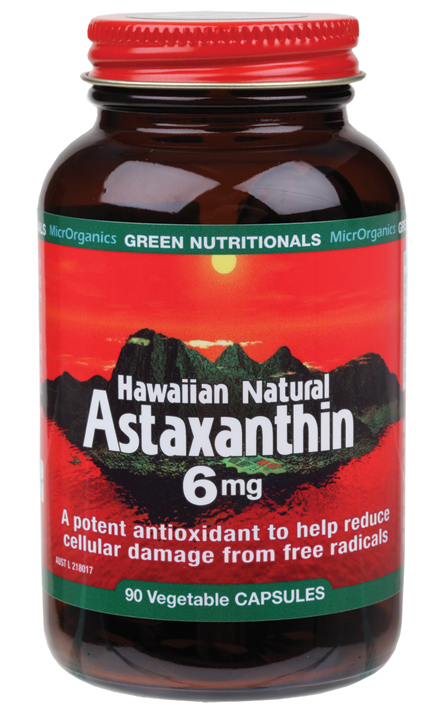 MicrOrganics GREEN NUTRITIONALS MicrOrganics
Hawaiian Natural
Astaxanthin
6mg
A potent antioxidant to help reduce
cellular damage from free radicals
AUST L 218017
90 Vegetable CAPSULES